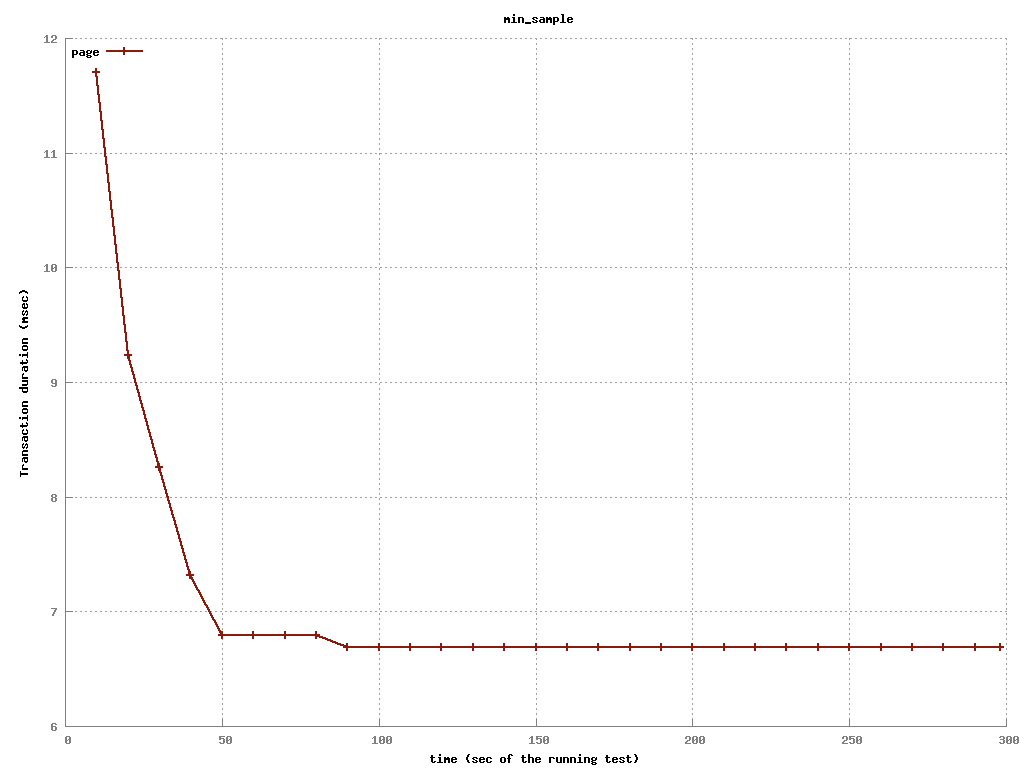 min_sample
page
12
11
10
9
8
7
6
Transaction duration (msec)
0 50 100 150 200 250 300
time (sec of the running test)